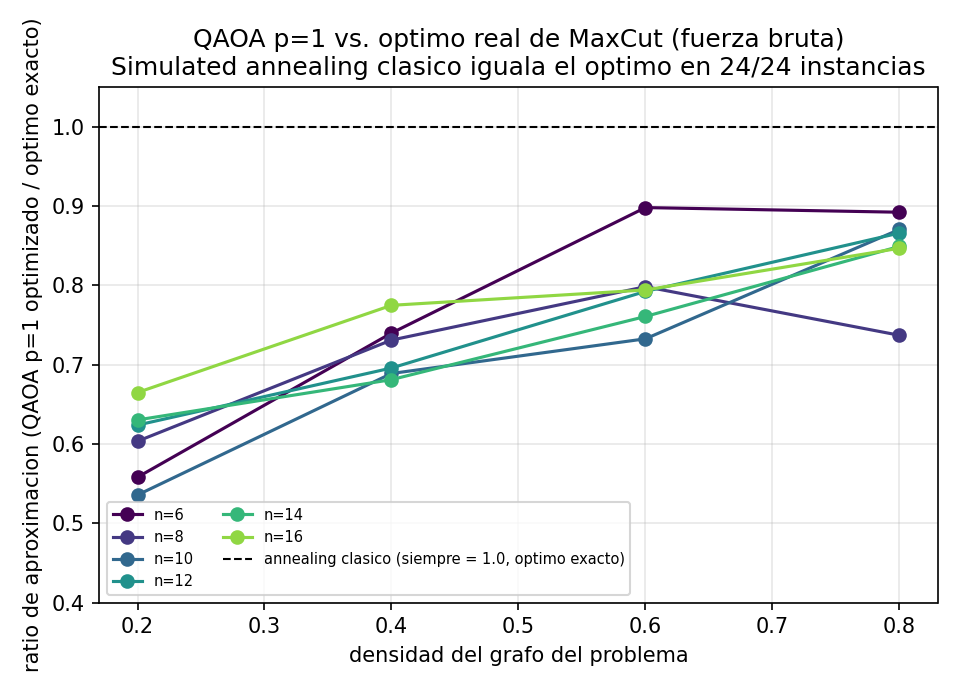 QAOA p=1 vs. optimo real de MaxCut (fuerza bruta)
Simulated annealing clasico iguala el optimo en 24/24 instancias
ratio de aproximacion (QAOA p=1 optimizado / optimo exacto)
1.0
0.9
0.8
0.7
0.6
0.5
0.4
n=6
n=8
n=10
n=12
n=14
n=16
annealing clasico (siempre = 1.0, optimo exacto)
0.2
0.3
0.4
0.5
0.6
0.7
0.8
densidad del grafo del problema